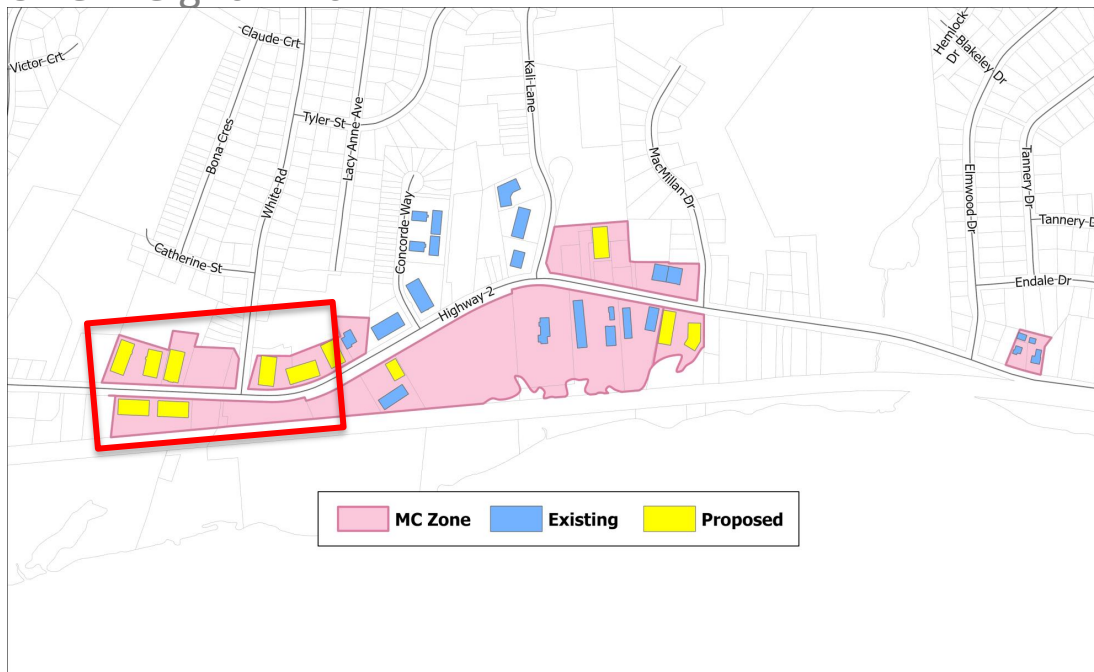 Claude Crt
Victor Crt
Hemlock Dr
Blakeley Dr
Kali Lane
Tyler St
Bona Cres
White Rd
Lacy Anne Ave
MacMillan Dr
Elmwood Dr
Tannery Dr
Tannery D
Concorde Way
Catherine St
Endale Dr
Highway 2
MC Zone
Existing
Proposed